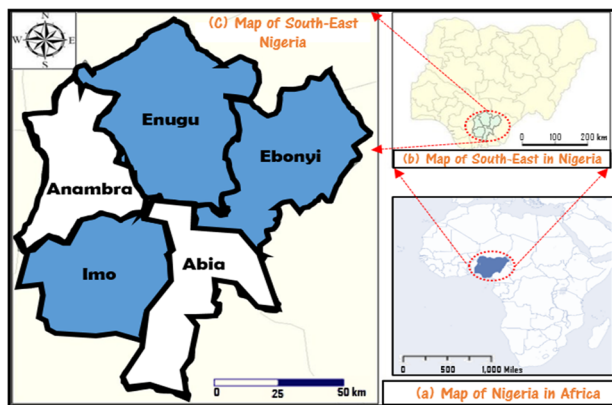 (C) Map of South-East
Nigeria
N
W
E
S
Enugu
Ebonyi
Anambra
Imo
Abia
0
25
50 km
0
100
200 km
(b) Map of South-East in Nigeria
0
500
1,000 Miles
(a) Map of Nigeria in Africa